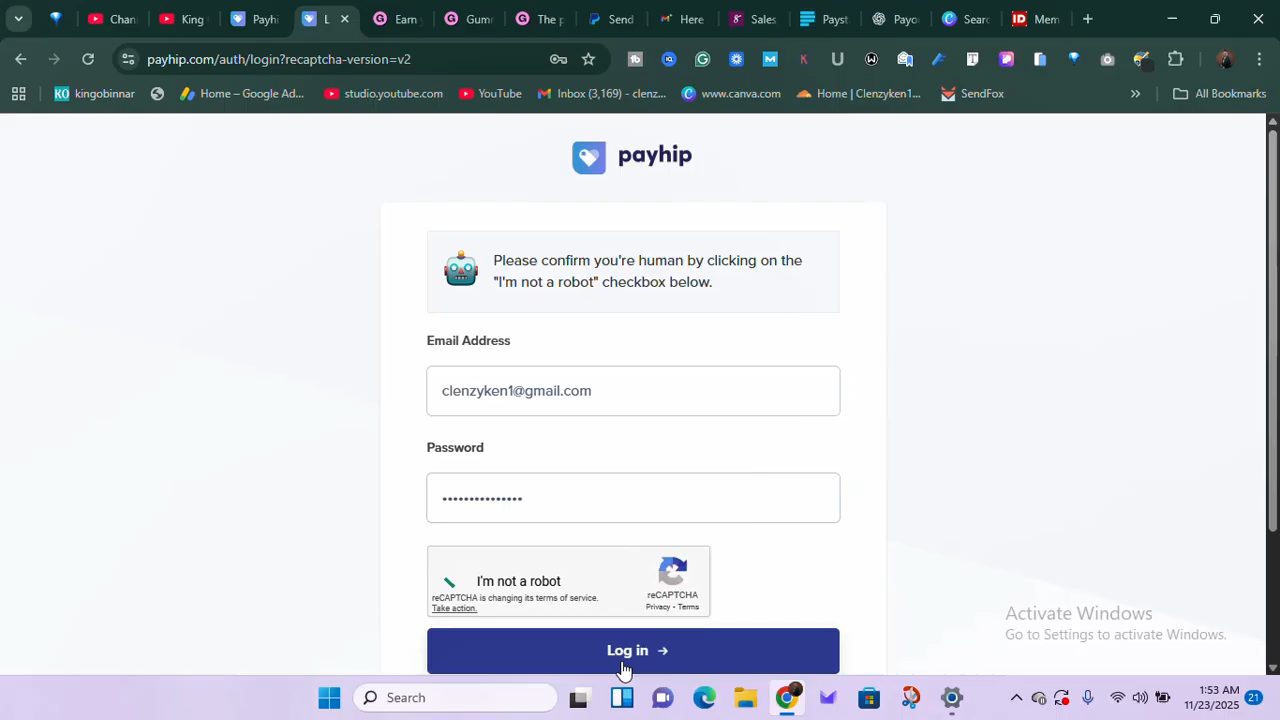 Chan
King
Payhi
L
Earn
Gum
The p
Send
Here
Sales
Payst
Payo
Searc
ID
Mem
payhip.com/auth/login?recaptcha-version=v2
KO
kingobinnar
Home – Google Ad...
studio.youtube.com
YouTube
Inbox (3,169) - clenz...
www.canva.com
Home | Clenzyken1...
SendFox
All Bookmarks
payhip
Please confirm you're human by clicking on the
"I'm not a robot" checkbox below.
Email Address
clenzyken1@gmail.com
Password
•••••••••••••••
I'm not a robot
reCAPTCHA is changing its terms of service.
Take action.
reCAPTCHA
Privacy - Terms
Log in →
Activate Windows
Go to Settings to activate Windows.
Search
1:53 AM
11/23/2025
21